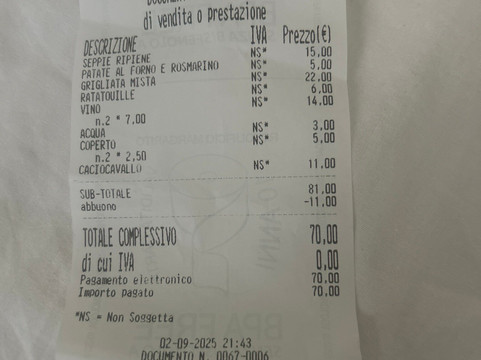 di vendita o prestazione
DESCRIZIONE IVA Prezzo(€)
SEPPIE RIPIENE NS* 15,00
PATATE AL FORNO E ROSMARINO NS* 5,00
GRIGLIATA MISTA NS* 22,00
RATATOUILLE NS* 6,00
VINO NS* 14,00
n.2 * 7,00
ACQUA NS* 3,00
COPERTO NS* 5,00
n.2 * 2,50
CACIOCAVALLO NS* 11,00
SUB-TOTALE 81,00
abbuono -11,00
TOTALE COMPLESSIVO 70,00
di cui IVA 0,00
Pagamento elettronico 70,00
Importo pagato 70,00
*NS = Non Soggetta
02-09-2025 21:43
DOCUMENTO N. 0067-0006